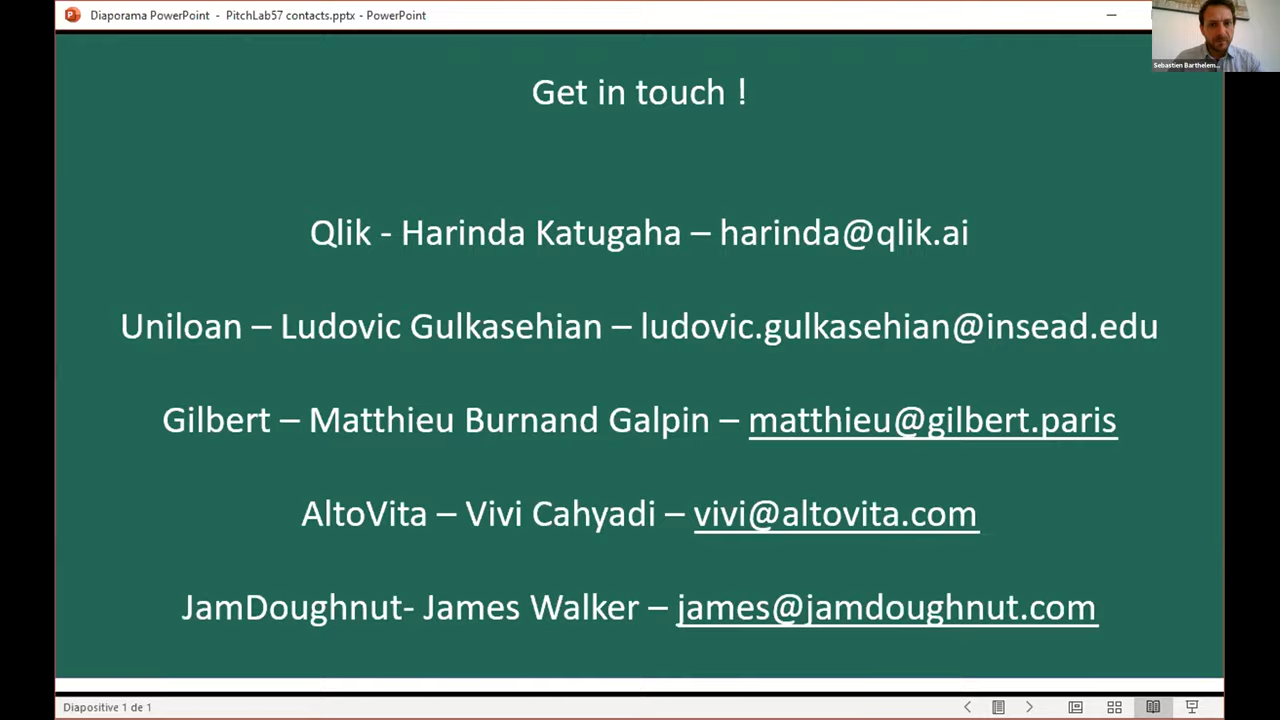 Diaporama PowerPoint - PitchLab57 contacts.pptx - PowerPoint
Sebastien Barthelem...
Get in touch !
Qlik - Harinda Katugaha – harinda@qlik.ai
Uniloan – Ludovic Gulkasehian – ludovic.gulkasehian@insead.edu
Gilbert – Matthieu Burnand Galpin – matthieu@gilbert.paris
AltoVita – Vivi Cahyadi – vivi@altovita.com
JamDoughnut- James Walker – james@jamdoughnut.com
Diapositive 1 de 1